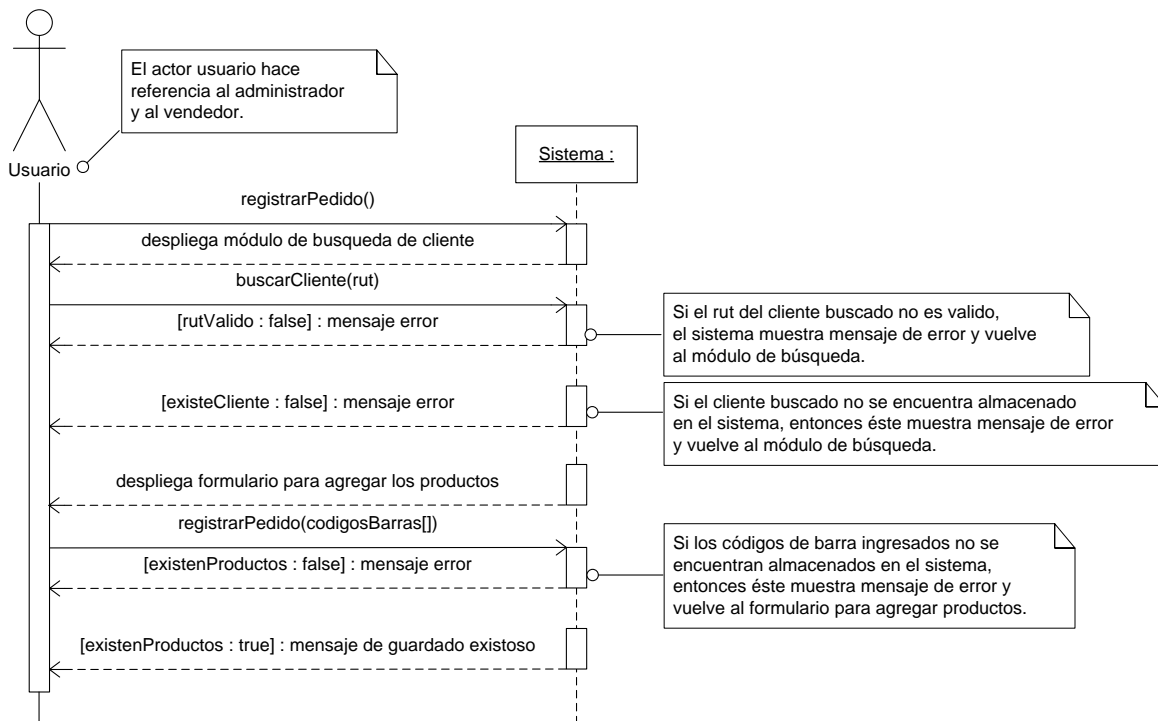 El actor usuario hace
referencia al administrador
y al vendedor.
Usuario
Sistema :
registrarPedido()
despliega módulo de busqueda de cliente
buscarCliente(rut)
[rutValido : false] : mensaje error
Si el rut del cliente buscado no es valido,
el sistema muestra mensaje de error y vuelve
al módulo de búsqueda.
[existeCliente : false] : mensaje error
Si el cliente buscado no se encuentra almacenado
en el sistema, entonces éste muestra mensaje de error
y vuelve al módulo de búsqueda.
despliega formulario para agregar los productos
registrarPedido(codigosBarras[])
[existenProductos : false] : mensaje error
Si los códigos de barra ingresados no se
encuentran almacenados en el sistema,
entonces éste muestra mensaje de error y
vuelve al formulario para agregar productos.
[existenProductos : true] : mensaje de guardado existoso